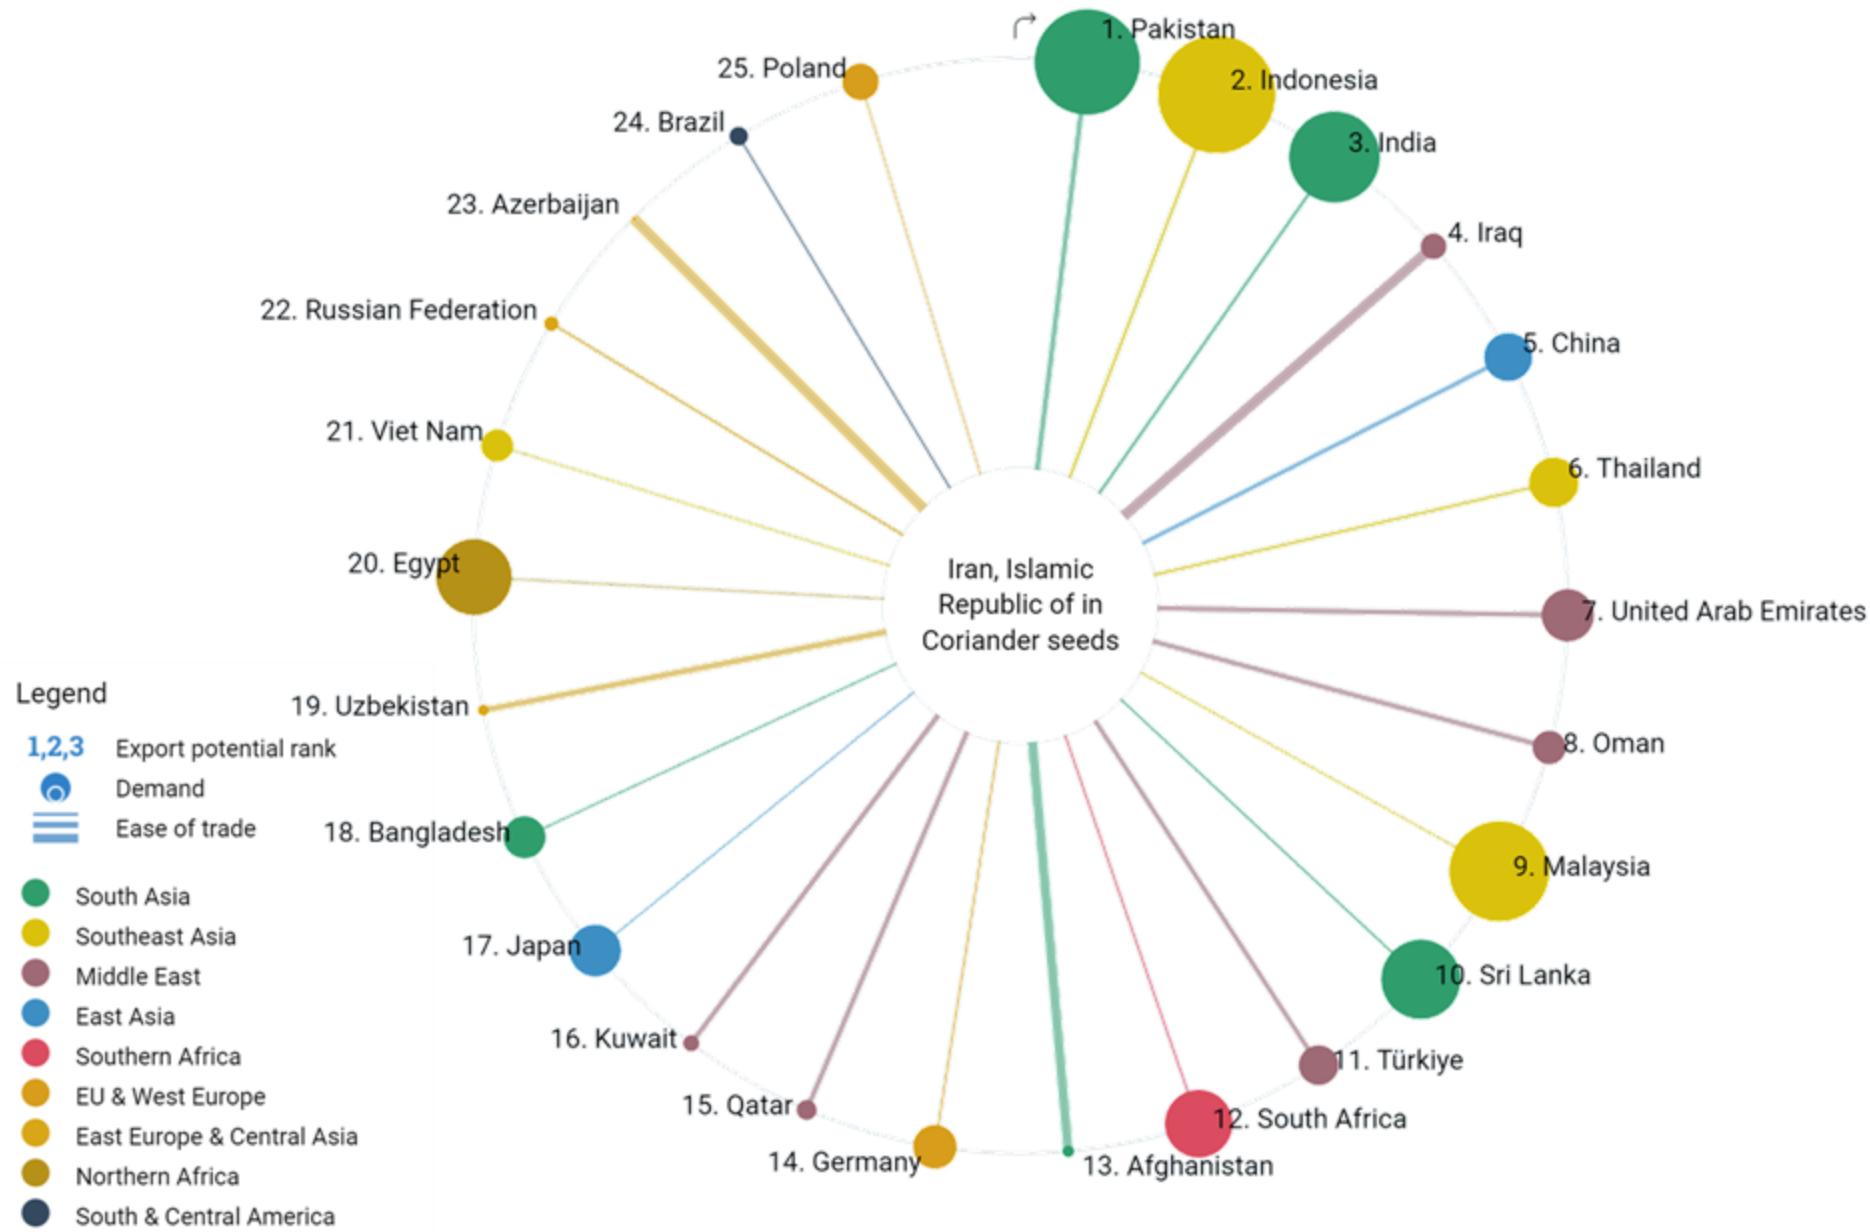 1. Pakistan
2. Indonesia
3. India
4. Iraq
5. China
6. Thailand
7. United Arab Emirates
8. Oman
9. Malaysia
10. Sri Lanka
11. Türkiye
12. South Africa
13. Afghanistan
14. Germany
15. Qatar
16. Kuwait
17. Japan
18. Bangladesh
19. Uzbekistan
20. Egypt
21. Viet Nam
22. Russian Federation
23. Azerbaijan
24. Brazil
25. Poland
Iran, Islamic
Republic of in
Coriander seeds
Legend
1,2,3 Export potential rank
Demand
Ease of trade
South Asia
Southeast Asia
Middle East
East Asia
Southern Africa
EU & West Europe
East Europe & Central Asia
Northern Africa
South & Central America